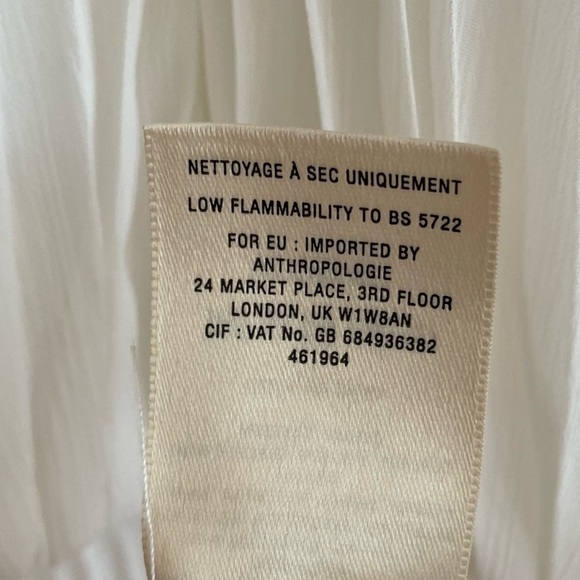 NETTOYAGE À SEC UNIQUEMENT
LOW FLAMMABILITY TO BS 5722
FOR EU : IMPORTED BY
ANTHROPOLOGIE
24 MARKET PLACE, 3RD FLOOR
LONDON, UK W1W8AN
CIF : VAT No. GB 684936382
461964